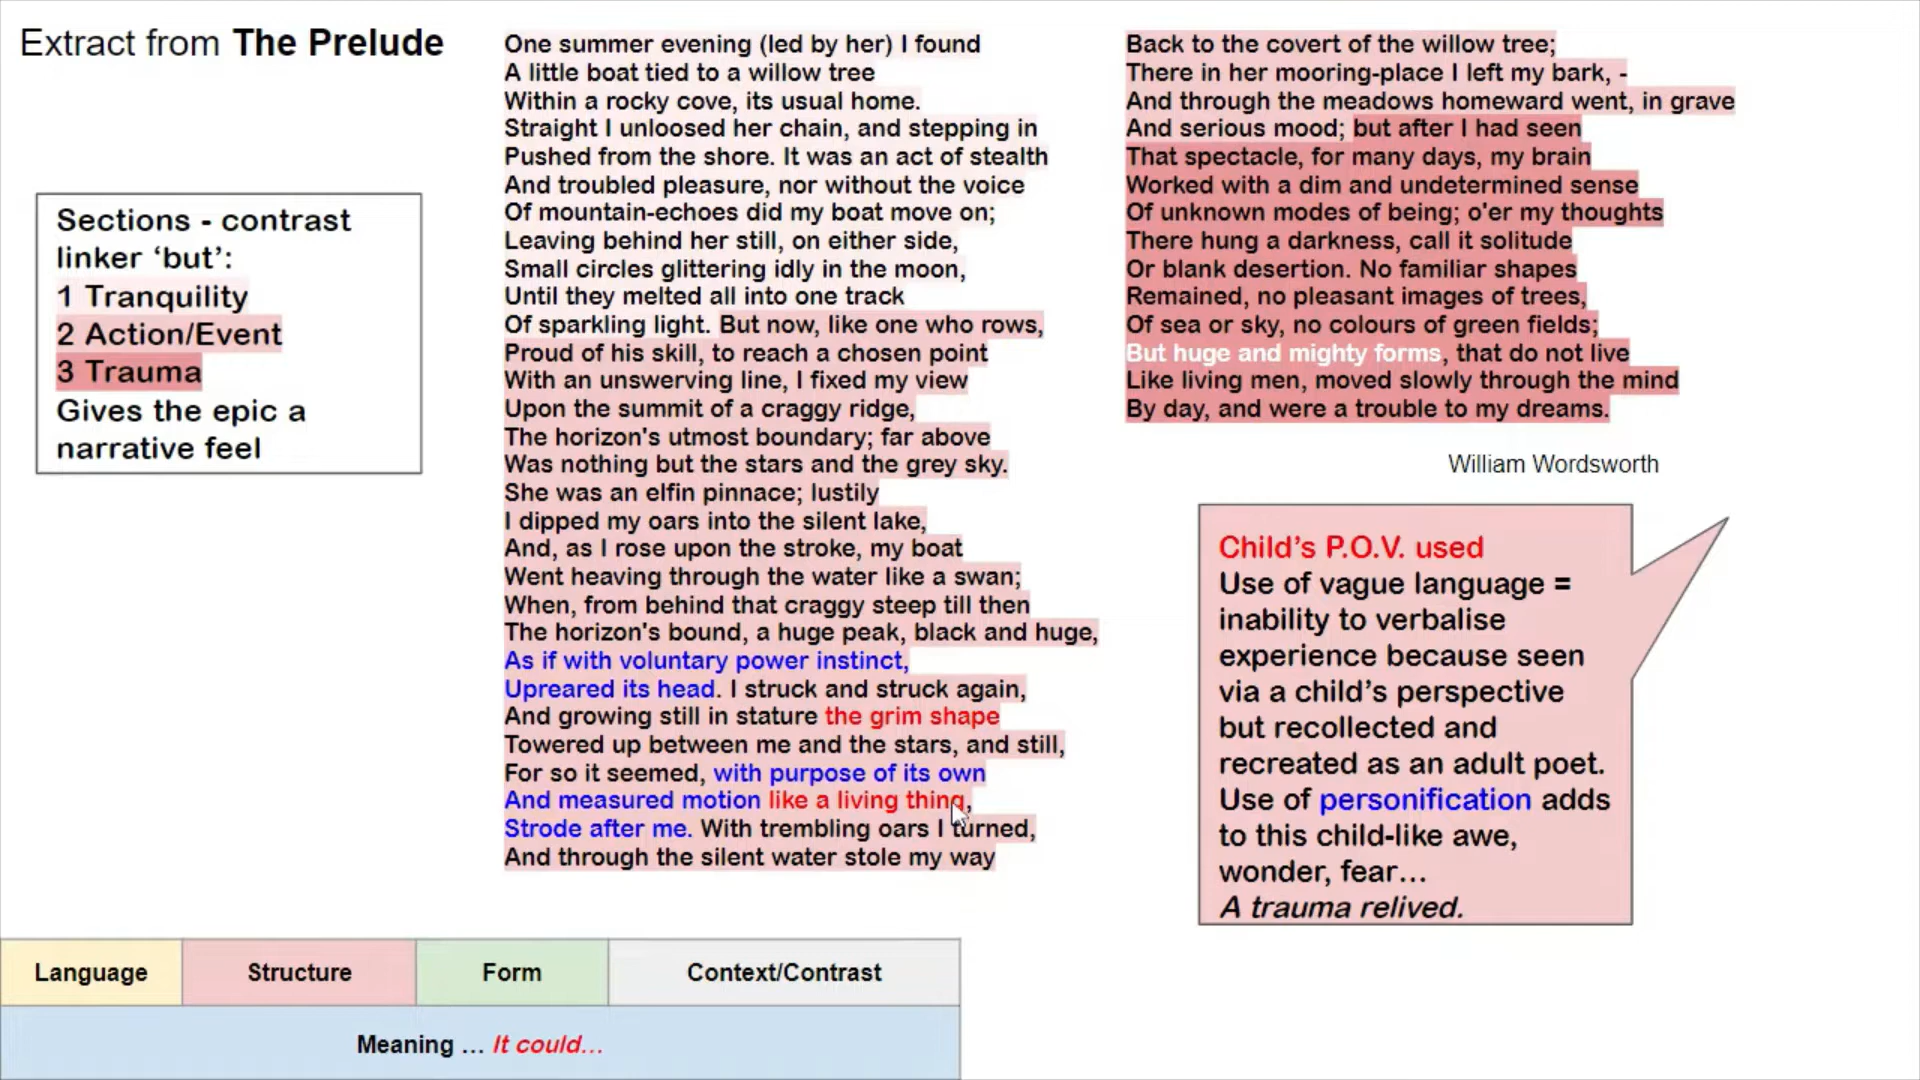 Extract from The Prelude
Sections - contrast
linker ‘but’:
1 Tranquility
2 Action/Event
3 Trauma
Gives the epic a
narrative feel
One summer evening (led by her) I found
A little boat tied to a willow tree
Within a rocky cove, its usual home.
Straight I unloosed her chain, and stepping in
Pushed from the shore. It was an act of stealth
And troubled pleasure, nor without the voice
Of mountain-echoes did my boat move on;
Leaving behind her still, on either side,
Small circles glittering idly in the moon,
Until they melted all into one track
Of sparkling light. But now, like one who rows,
Proud of his skill, to reach a chosen point
With an unswerving line, I fixed my view
Upon the summit of a craggy ridge,
The horizon's utmost boundary; far above
Was nothing but the stars and the grey sky.
She was an elfin pinnace; lustily
I dipped my oars into the silent lake,
And, as I rose upon the stroke, my boat
Went heaving through the water like a swan;
When, from behind that craggy steep till then
The horizon's bound, a huge peak, black and huge,
As if with voluntary power instinct,
Upreared its head. I struck and struck again,
And growing still in stature the grim shape
Towered up between me and the stars, and still,
For so it seemed, with purpose of its own
And measured motion like a living thing,
Strode after me. With trembling oars I turned,
And through the silent water stole my way
Back to the covert of the willow tree;
There in her mooring-place I left my bark, -
And through the meadows homeward went, in grave
And serious mood; but after I had seen
That spectacle, for many days, my brain
Worked with a dim and undetermined sense
Of unknown modes of being; o'er my thoughts
There hung a darkness, call it solitude
Or blank desertion. No familiar shapes
Remained, no pleasant images of trees,
Of sea or sky, no colours of green fields;
But huge and mighty forms, that do not live
Like living men, moved slowly through the mind
By day, and were a trouble to my dreams.
William Wordsworth
Child’s P.O.V. used
Use of vague language =
inability to verbalise
experience because seen
via a child’s perspective
but recollected and
recreated as an adult poet.
Use of personification adds
to this child-like awe,
wonder, fear…
A trauma relived.
Language Structure Form Context/Contrast
Meaning … It could…